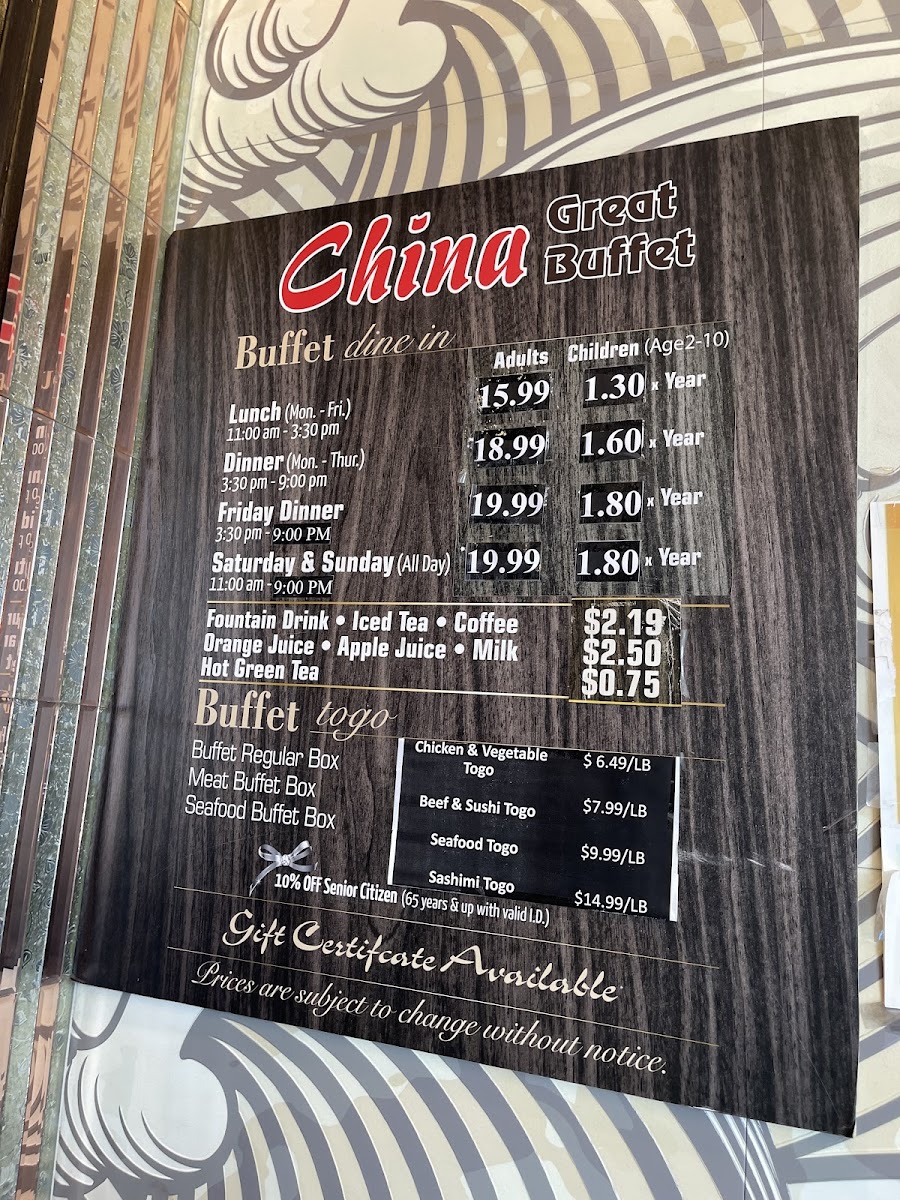 China Great Buffet
Buffet dine in
Adults Children (Age2-10)
Lunch (Mon. - Fri.) 15.99 1.30 x Year
11:00 am - 3:30 pm
Dinner (Mon. - Thur.) 18.99 1.60 x Year
3:30 pm - 9:00 pm
Friday Dinner 19.99 1.80 x Year
3:30 pm - 9:00 PM
Saturday & Sunday (All Day) 19.99 1.80 x Year
11:00 am - 9:00 PM
Fountain Drink • Iced Tea • Coffee $2.19
Orange Juice • Apple Juice • Milk $2.50
Hot Green Tea $0.75
Buffet togo
Buffet Regular Box
Meat Buffet Box
Seafood Buffet Box
Chicken & Vegetable
Togo $ 6.49/LB
Beef & Sushi Togo $7.99/LB
Seafood Togo $9.99/LB
Sashimi Togo $14.99/LB
10% OFF Senior Citizen (65 years & up with valid I.D.)
Gift Certifcate Available
Prices are subject to change without notice.